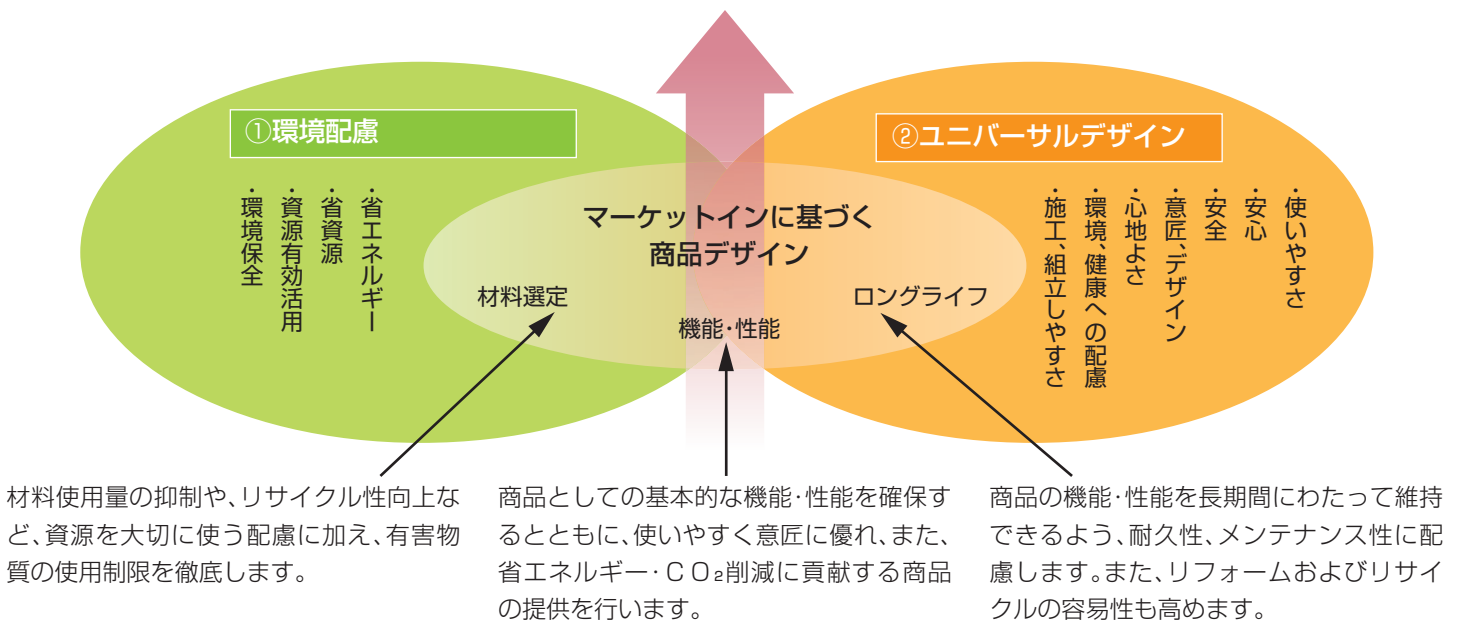 ①環境配慮
・省エネルギー
・省資源
・資源有効活用
・環境保全
②ユニバーサルデザイン
・使いやすさ
・安心
・安全
・意匠、デザイン
・心地よさ
・環境、健康への配慮
・施工、組立しやすさ
マーケットインに基づく
商品デザイン
材料選定
機能・性能
ロングライフ
材料使用量の抑制や、リサイクル性向上な
ど、資源を大切に使う配慮に加え、有害物
質の使用制限を徹底します。
商品としての基本的な機能・性能を確保す
るとともに、使いやすく意匠に優れ、また、
省エネルギー・CO₂削減に貢献する商品
の提供を行います。
商品の機能・性能を長期間にわたって維持
できるよう、耐久性、メンテナンス性に配
慮します。また、リフォームおよびリサイ
クルの容易性も高めます。